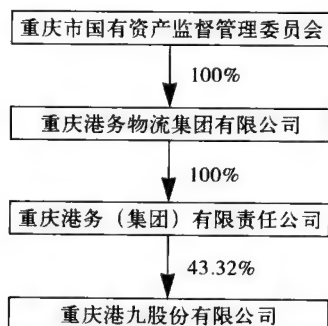 重庆市国有资产监督管理委员会
100%
重庆港务物流集团有限公司
100%
重庆港务（集团）有限责任公司
43.32%
重庆港九股份有限公司